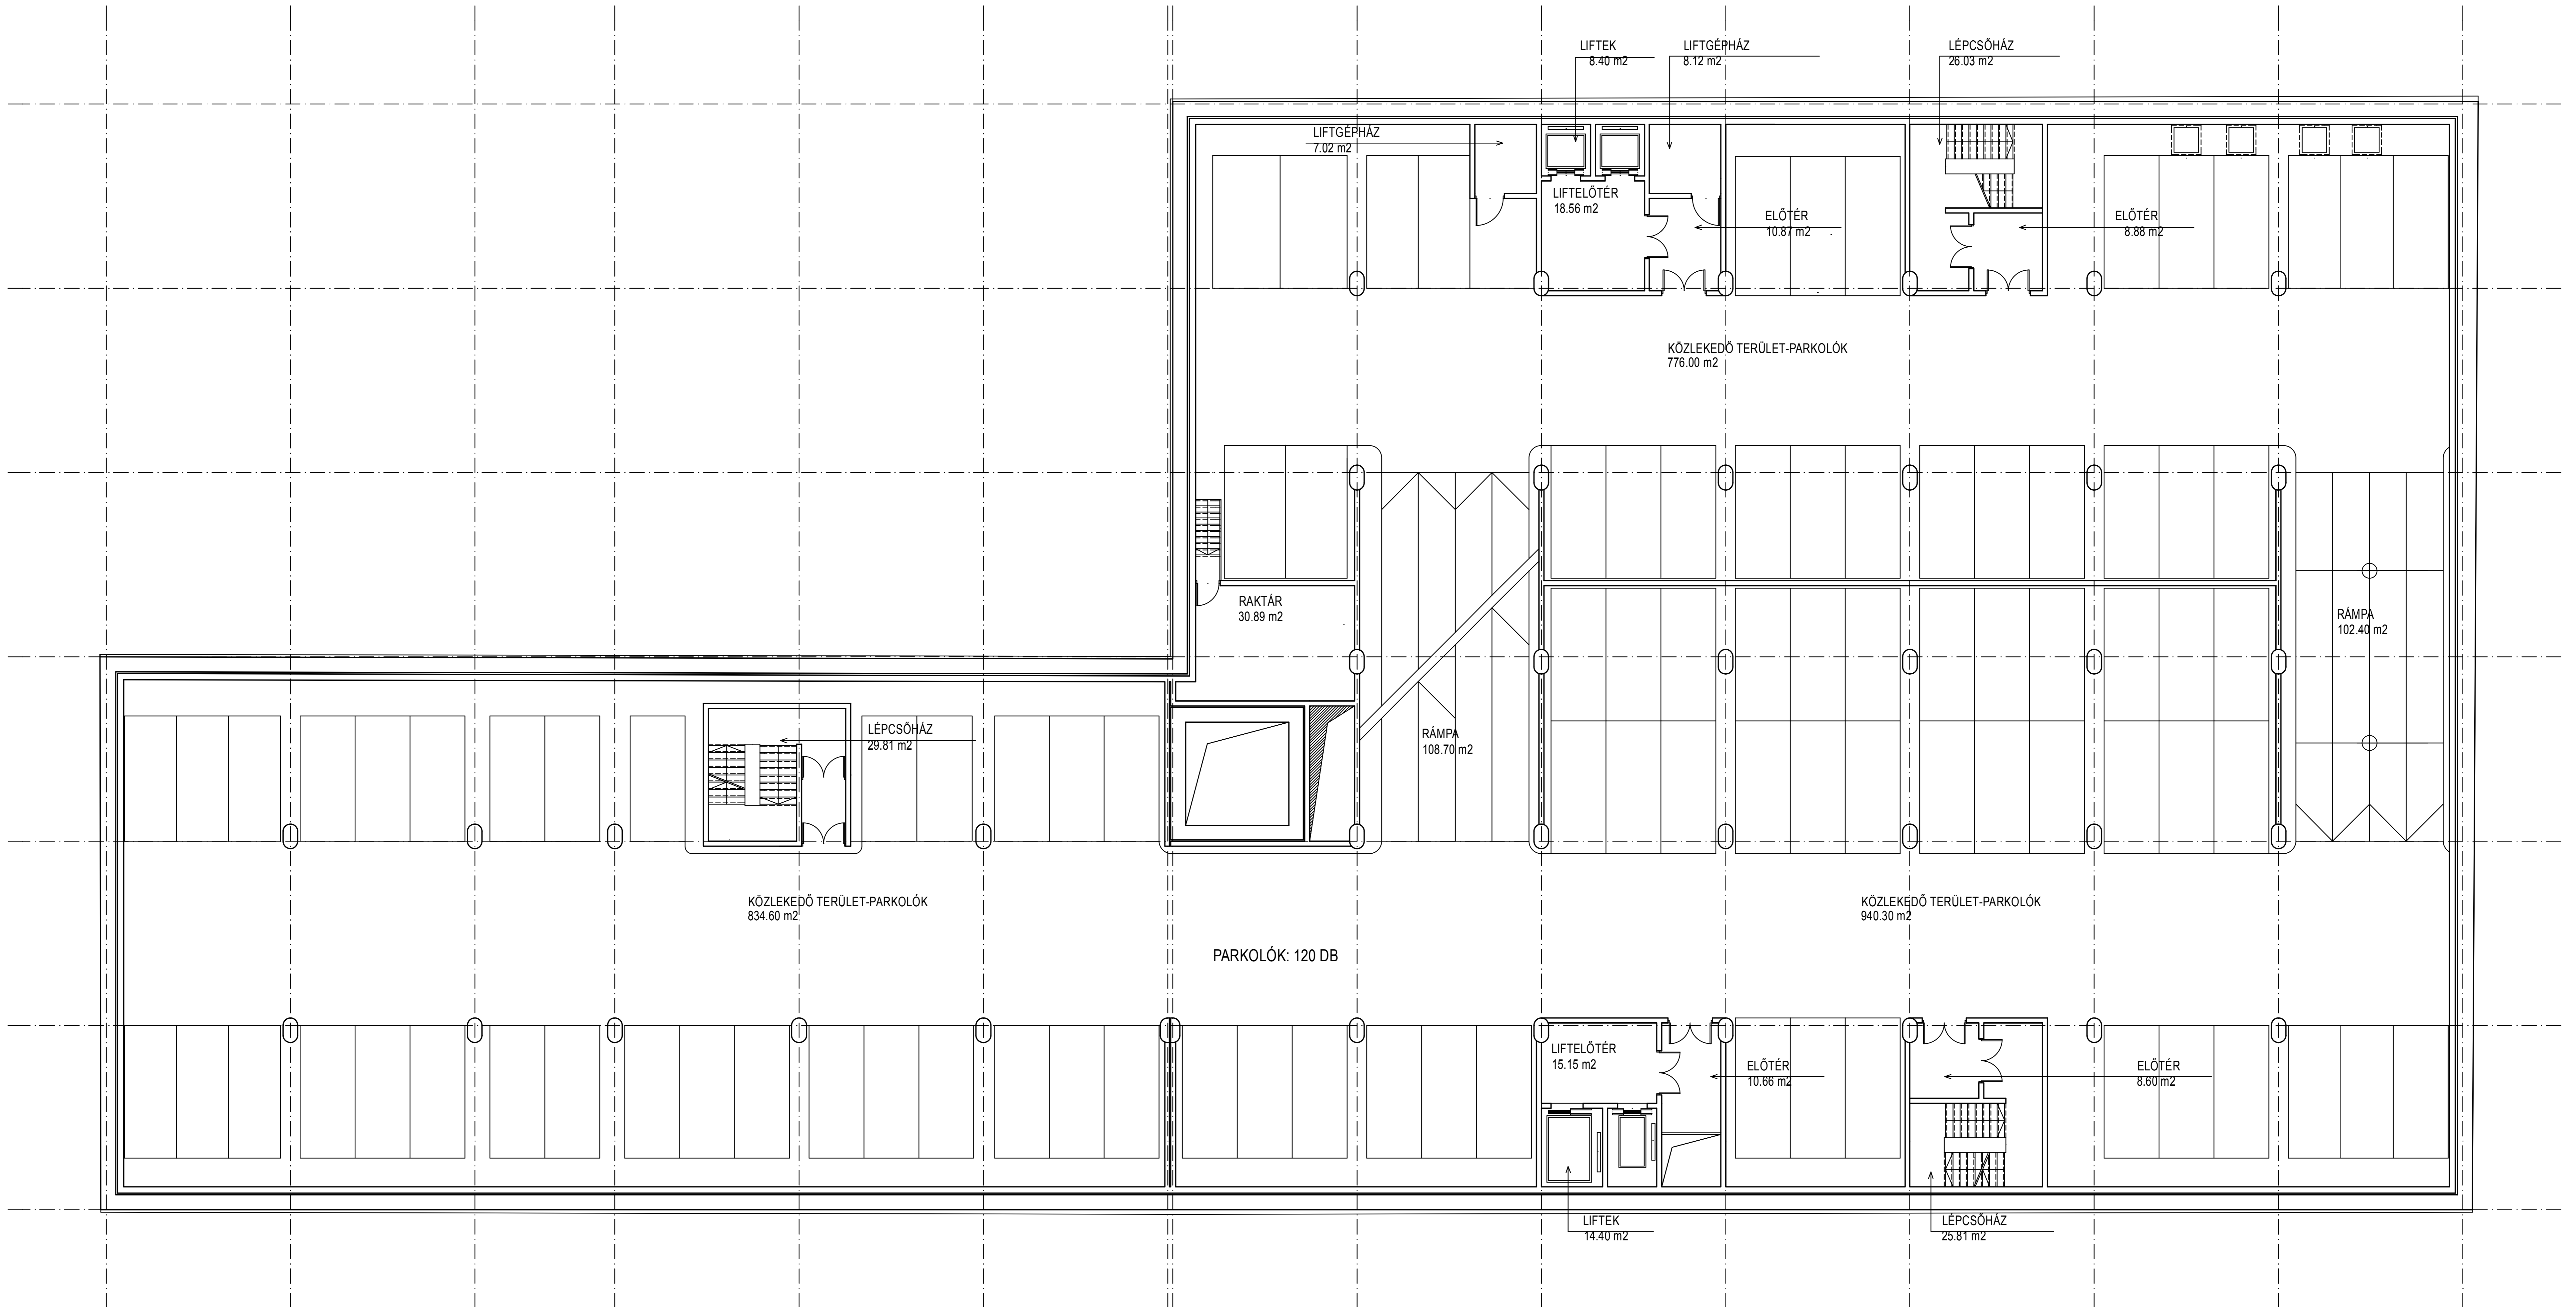 LIFTEK
8.40 m2
LIFTGÉPHÁZ
8.12 m2
LÉPCSŐHÁZ
26.03 m2
LIFTGÉPHÁZ
7.02 m2
LIFTELŐTÉR
18.56 m2
ELŐTÉR
10.87 m2
ELŐTÉR
8.88 m2
KÖZLEKEDŐ TERÜLET-PARKOLÓK
776.00 m2
RAKTÁR
30.89 m2
RÁMPA
102.40 m2
LÉPCSŐHÁZ
29.81 m2
RÁMPA
108.70 m2
KÖZLEKEDŐ TERÜLET-PARKOLÓK
834.60 m2
KÖZLEKEDŐ TERÜLET-PARKOLÓK
940.30 m2
PARKOLÓK: 120 DB
LIFTELŐTÉR
15.15 m2
ELŐTÉR
10.66 m2
ELŐTÉR
8.60 m2
LIFTEK
14.40 m2
LÉPCSŐHÁZ
25.81 m2